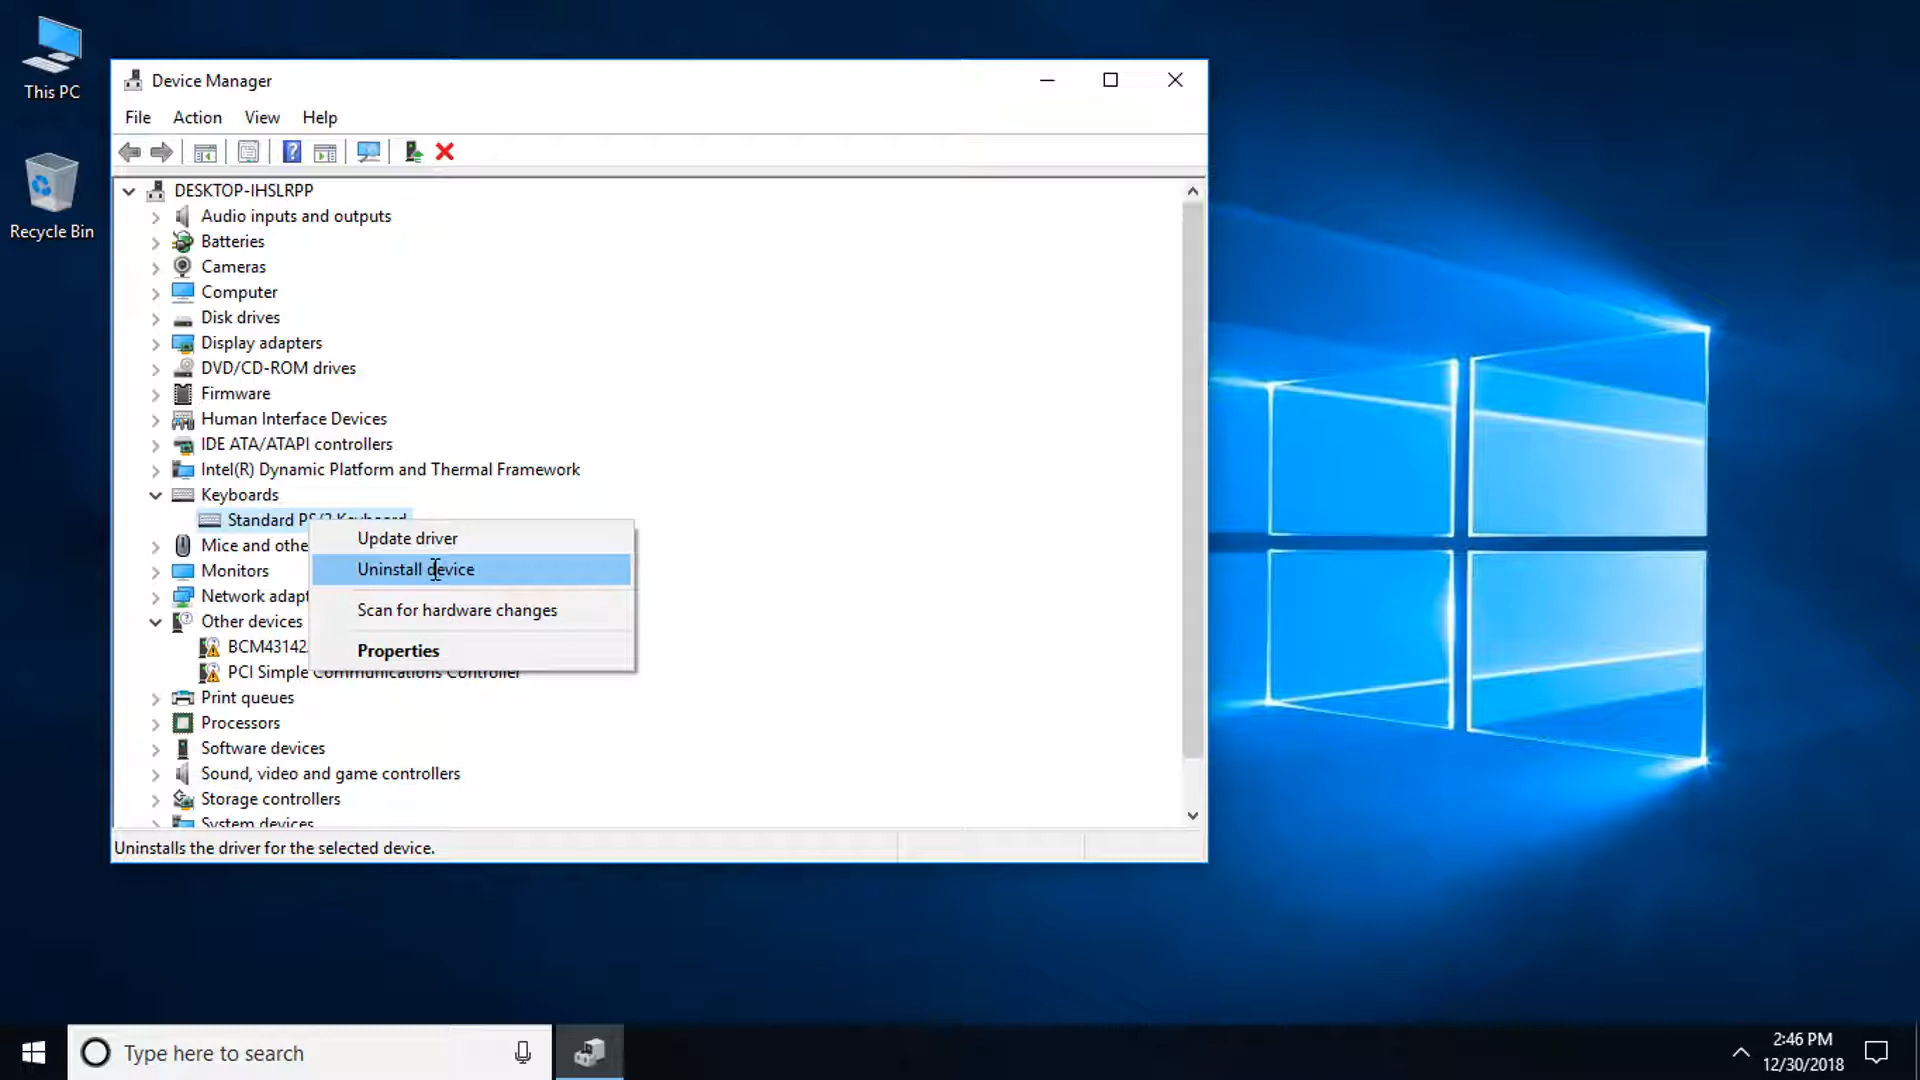 This PC
Recycle Bin
Device Manager
File Action View Help
DESKTOP-IHSLRPP
Audio inputs and outputs
Batteries
Cameras
Computer
Disk drives
Display adapters
DVD/CD-ROM drives
Firmware
Human Interface Devices
IDE ATA/ATAPI controllers
Intel(R) Dynamic Platform and Thermal Framework
Keyboards
Standard PS/2 Keyboard
Update driver
Uninstall device
Scan for hardware changes
Properties
Mice and othe
Monitors
Network adapt
Other devices
BCM43142
PCI Simple Communications Controller
Print queues
Processors
Software devices
Sound, video and game controllers
Storage controllers
System devices
Uninstalls the driver for the selected device.
Type here to search
2:46 PM
12/30/2018